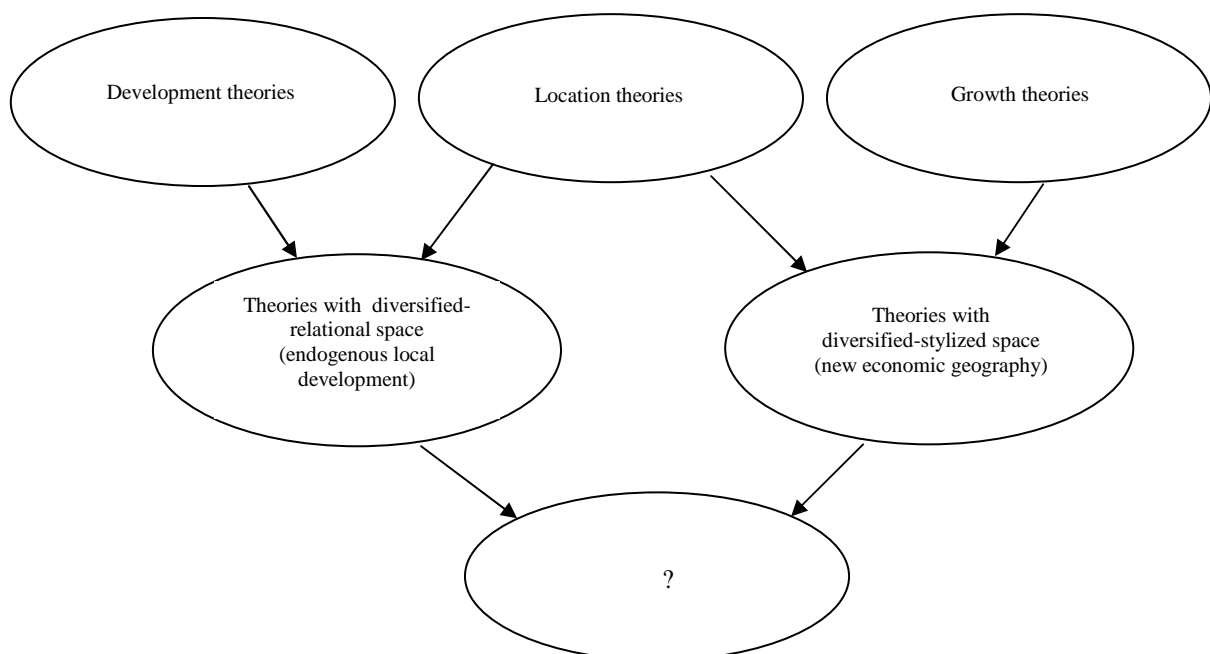 Development theories
Location theories
Growth theories
Theories with diversified-
relational space
(endogenous local
development)
Theories with
diversified-stylized space
(new economic geography)
?